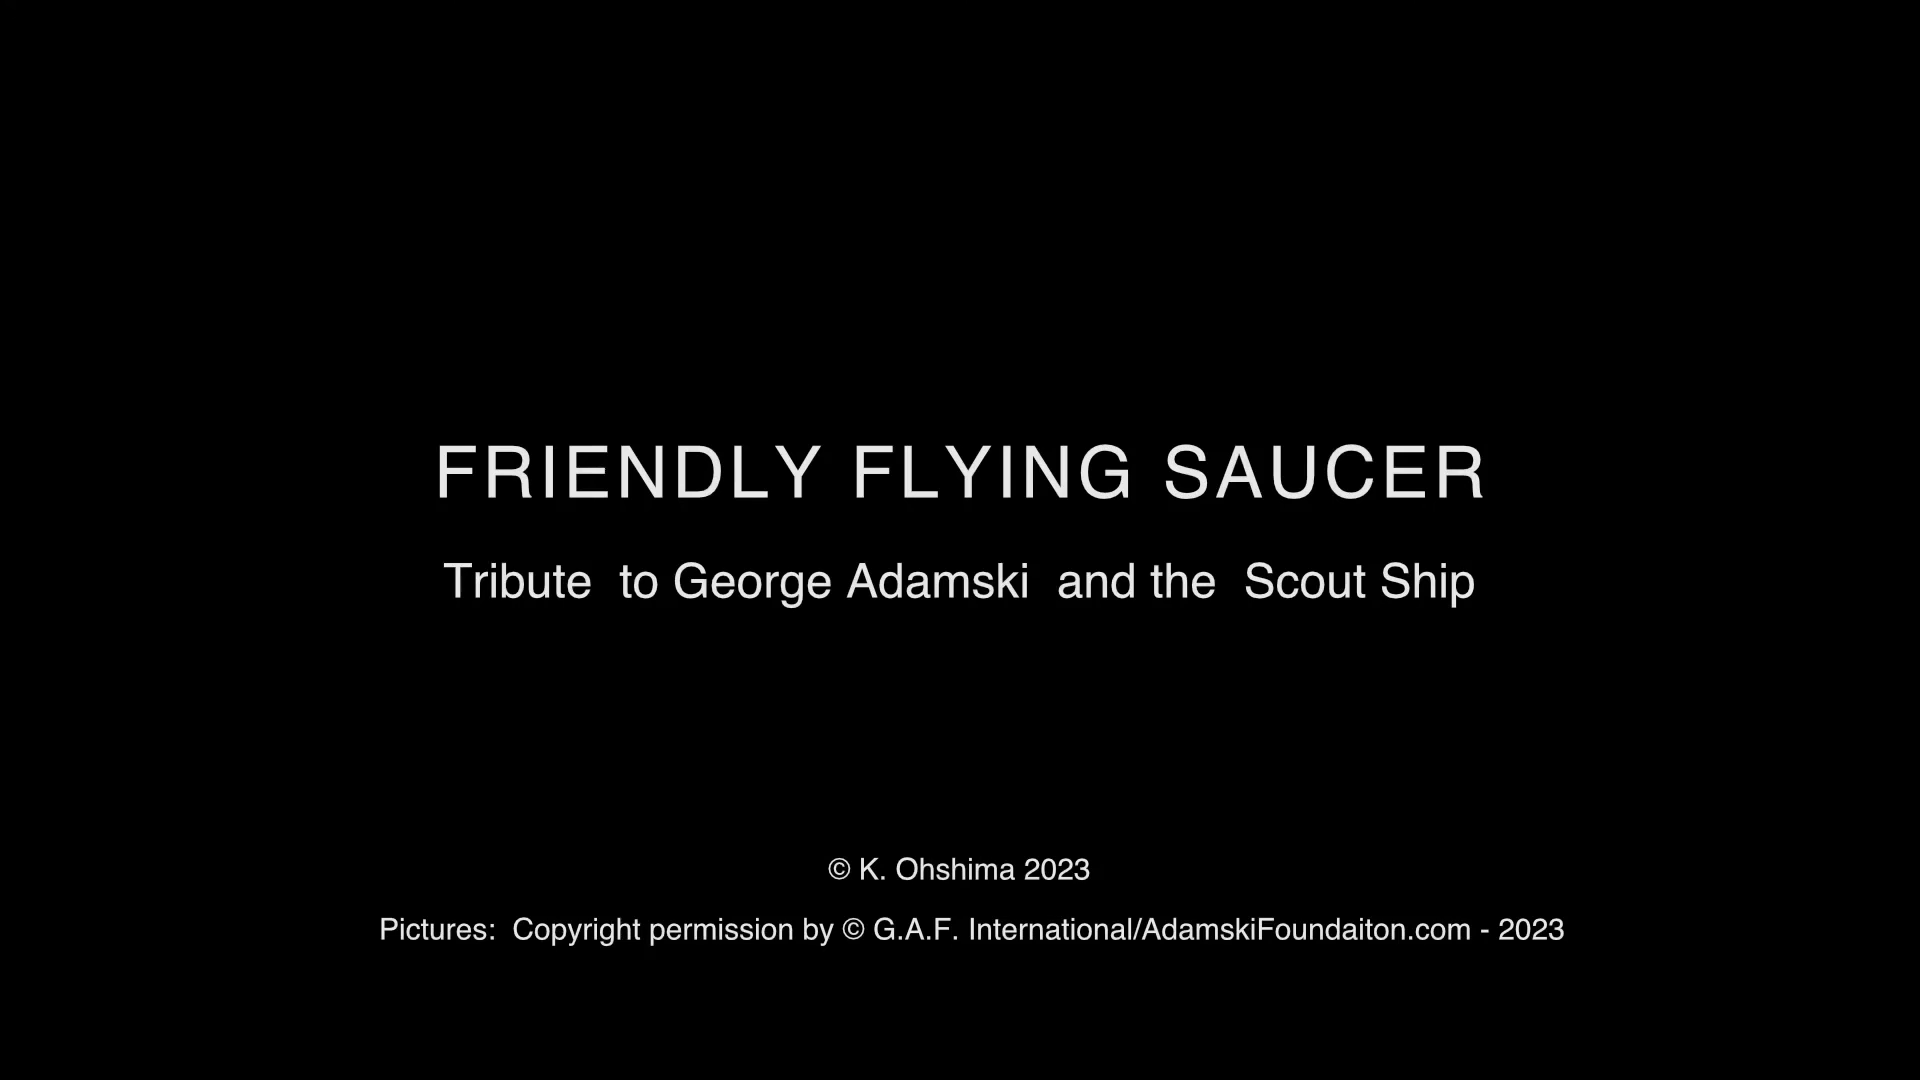 FRIENDLY FLYING SAUCER
Tribute  to George Adamski  and the  Scout Ship
© K. Ohshima 2023
Pictures:  Copyright permission by © G.A.F. International/AdamskiFoundaiton.com - 2023